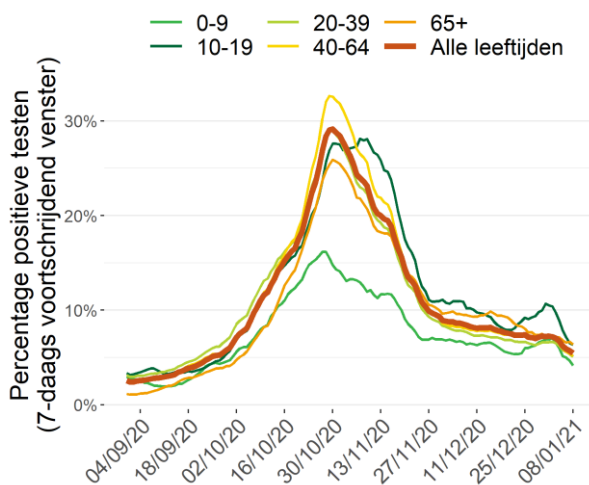 0-9 20-39 65+
10-19 40-64 Alle leeftijden
Percentage positieve testen
(7-daags voortschrijdend venster)
30%
20%
10%
0%
04/09/20 18/09/20 02/10/20 16/10/20 30/10/20 13/11/20 27/11/20 11/12/20 25/12/20 08/01/21